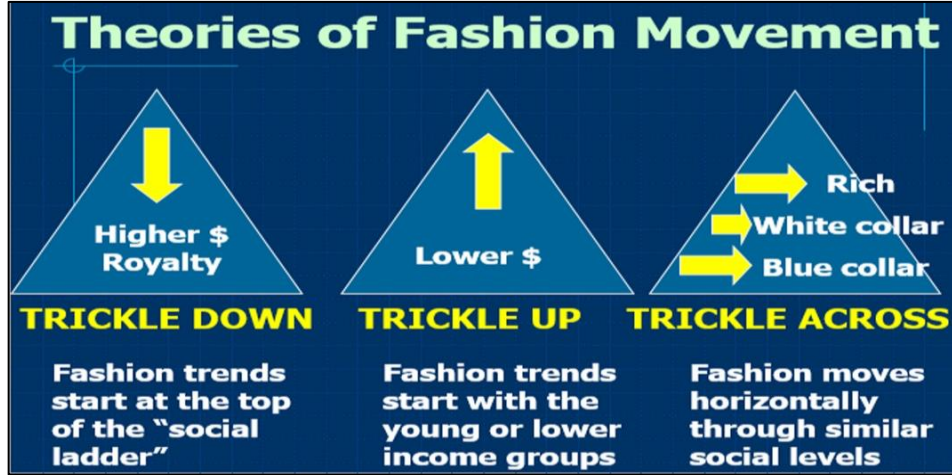 Theories of Fashion Movement
Higher $
Royalty
TRICKLE DOWN
Fashion trends
start at the top
of the “social
ladder”
Lower $
TRICKLE UP
Fashion trends
start with the
young or lower
income groups
Rich
White collar
Blue collar
TRICKLE ACROSS
Fashion moves
horizontally
through similar
social levels